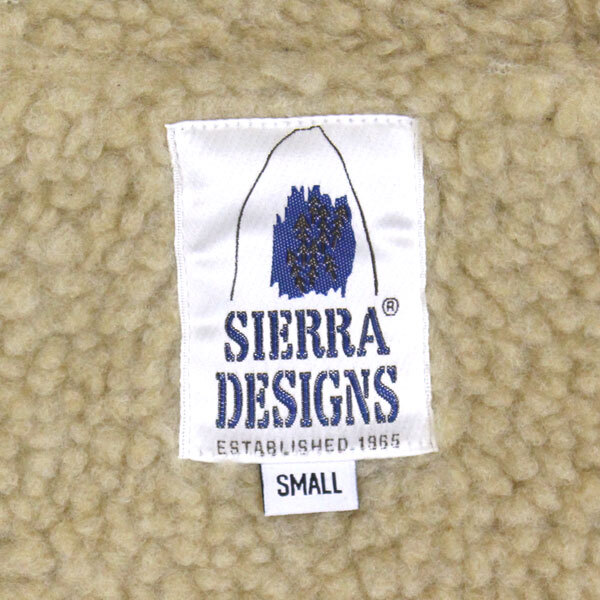 SIERRA ®
DESIGNS
ESTABLISHED.1965
SMALL